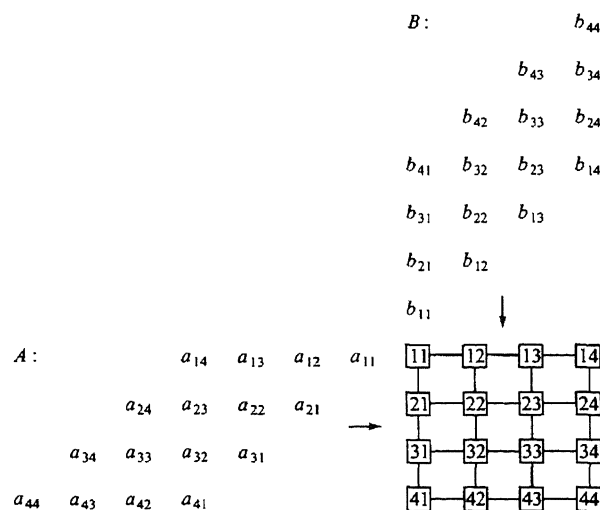 B: b₄₄
b₄₃ b₃₄
b₄₂ b₃₃ b₂₄
b₄₁ b₃₂ b₂₃ b₁₄
b₃₁ b₂₂ b₁₃
b₂₁ b₁₂
b₁₁
A: a₁₄ a₁₃ a₁₂ a₁₁ 11 12 13 14
a₂₄ a₂₃ a₂₂ a₂₁ 21 22 23 24
a₃₄ a₃₃ a₃₂ a₃₁ 31 32 33 34
a₄₄ a₄₃ a₄₂ a₄₁ 41 42 43 44